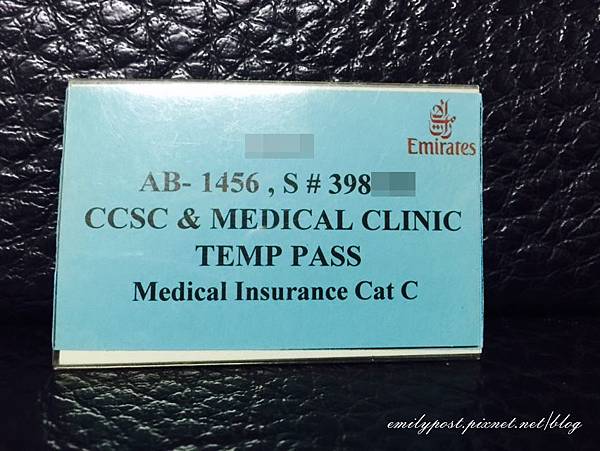 Emirates
AB- 1456 , S # 398
CCSC & MEDICAL CLINIC
TEMP PASS
Medical Insurance Cat C
emilypost.pixnet.net/blog